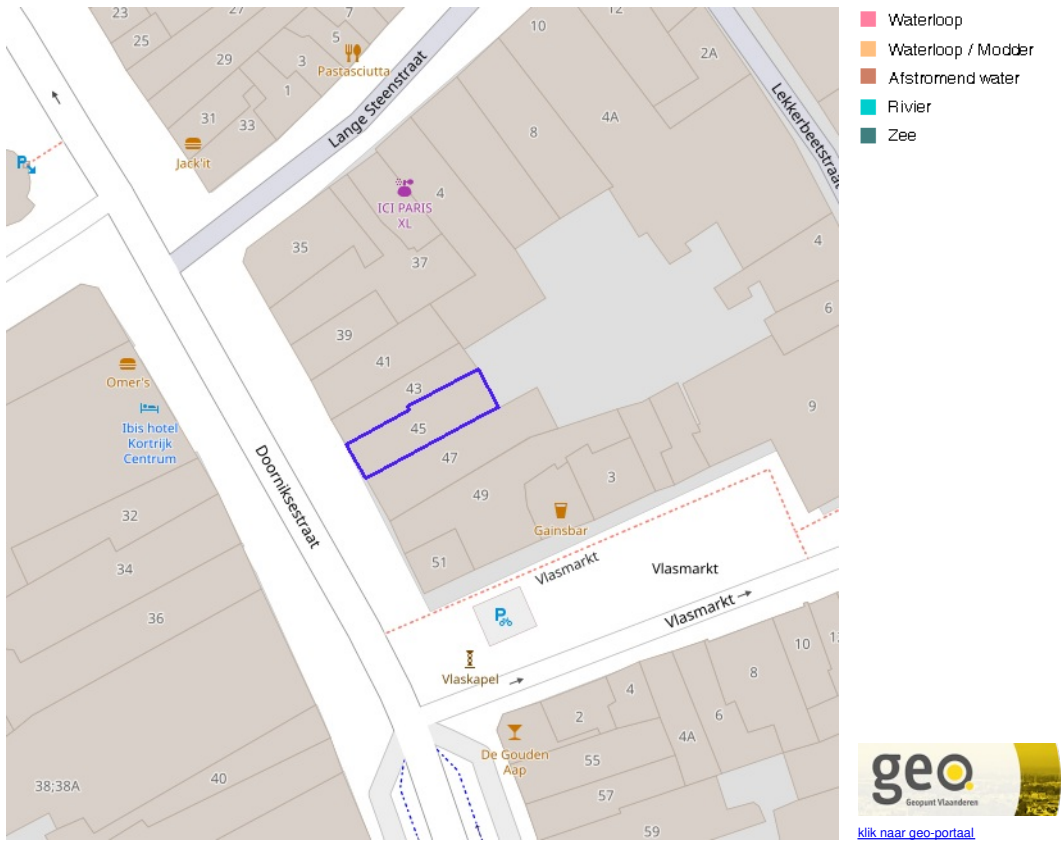 23
27
7
10
12
25
5
29
3
Pastasciutta
2A
1
Lange Steenstraat
Lekkerbeetstraat
31
33
8
4A
Jack'it
P
ICI PARIS
XL
4
35
37
4
6
39
41
Omer's
43
45
9
Ibis hotel
Kortrijk
Centrum
47
Doorniksestraat
49
3
32
Gainsbar
51
34
Vlasmarkt
Vlasmarkt
36
P
Vlasmarkt
Vlaskapel
10
8
4
2
6
4A
De Gouden
Aap
55
38;38A
40
57
59
Waterloop
Waterloop / Modder
Afstromend water
Rivier
Zee
geo
Geopunt Vlaanderen
klik naar geo-portaal